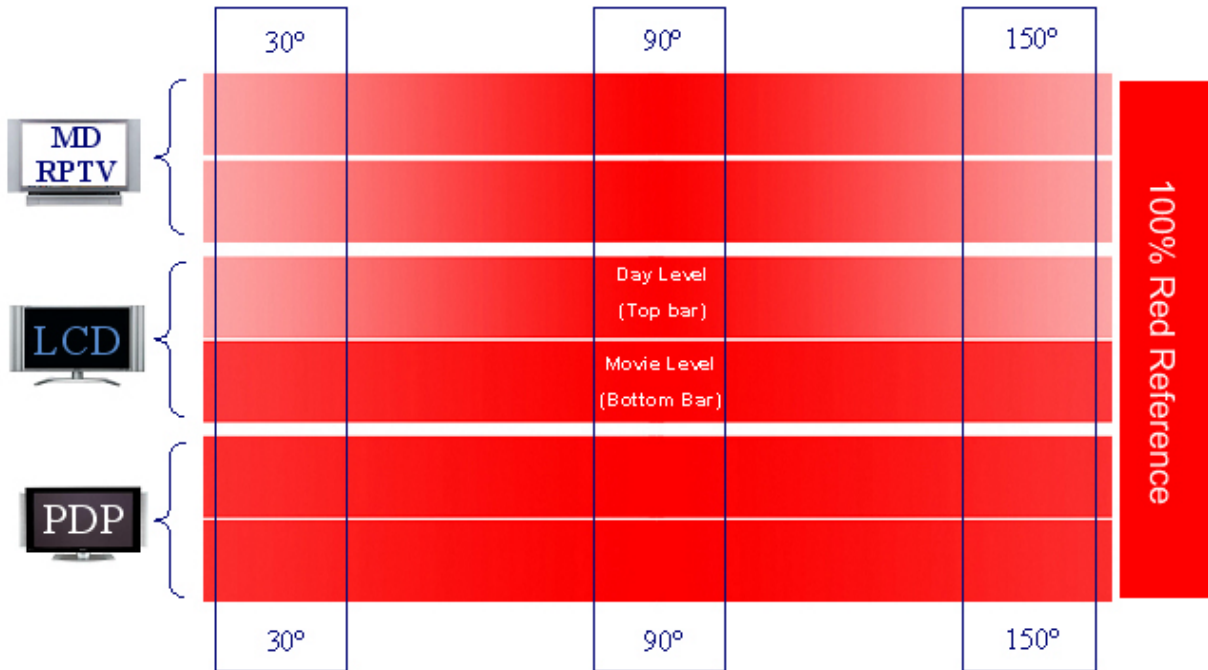 30º 90º 150º
MD
RPTV
Day Level
(Top bar)
LCD
Movie Level
(Bottom Bar)
PDP
100% Red Reference
30º 90º 150º